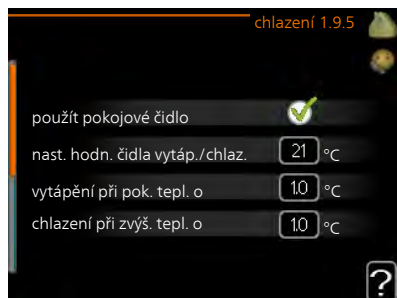 chlazení 1.9.5
použít pokojové čidlo
nast. hodn. čidla vytáp./chlaz. 21 °C
vytápění při pok. tepl. o 1.0 °C
chlazení při zvýš. tepl. o 1.0 °C
?